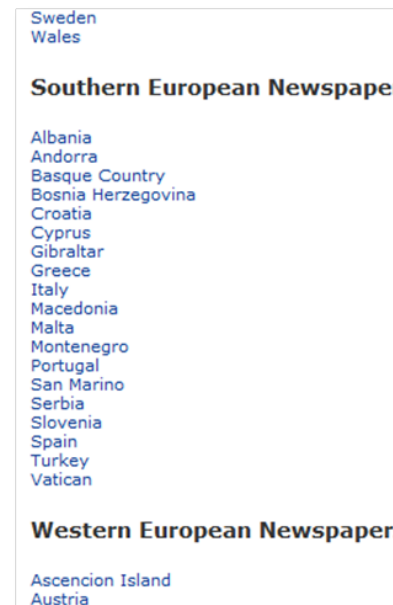 Sweden
Wales
Southern European Newspaper
Albania
Andorra
Basque Country
Bosnia Herzegovina
Croatia
Cyprus
Gibraltar
Greece
Italy
Macedonia
Malta
Montenegro
Portugal
San Marino
Serbia
Slovenia
Spain
Turkey
Vatican
Western European Newspaper
Ascencion Island
Austria